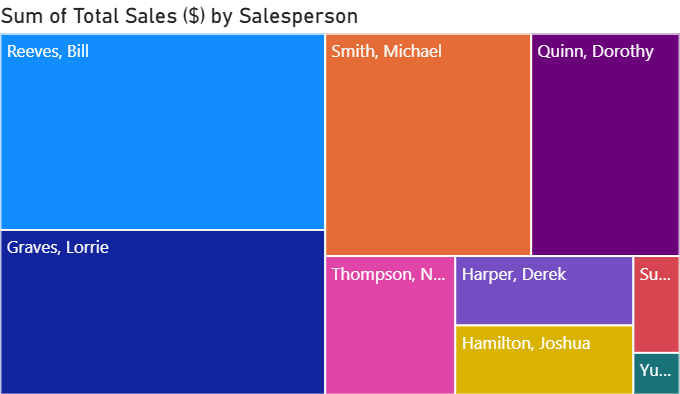 Sum of Total Sales ($) by Salesperson
Reeves, Bill
Smith, Michael
Quinn, Dorothy
Graves, Lorrie
Thompson, N...
Harper, Derek
Su...
Hamilton, Joshua
Yu...